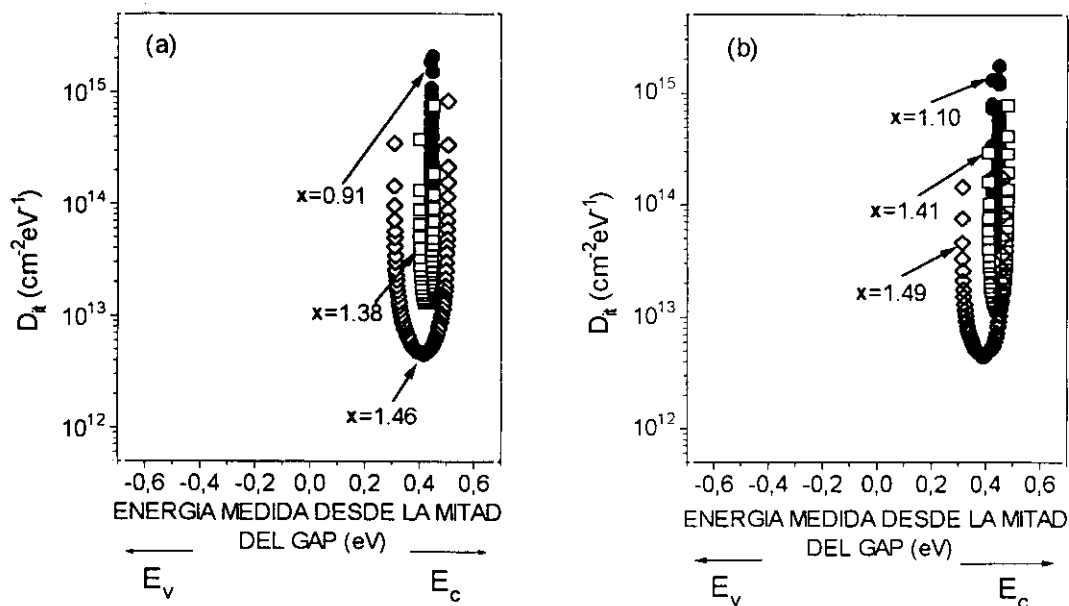 (a)
10^15
10^14
10^13
10^12
D_it (cm^-2 eV^-1)
x=0.91
x=1.38
x=1.46
-0,6 -0,4 -0,2 0,0 0,2 0,4 0,6
ENERGIA MEDIDA DESDE LA MITAD
DEL GAP (eV)
E_v E_c
(b)
10^15
10^14
10^13
10^12
D_it (cm^-2 eV^-1)
x=1.10
x=1.41
x=1.49
-0,6 -0,4 -0,2 0,0 0,2 0,4 0,6
ENERGIA MEDIDA DESDE LA MITAD
DEL GAP (eV)
E_v E_c